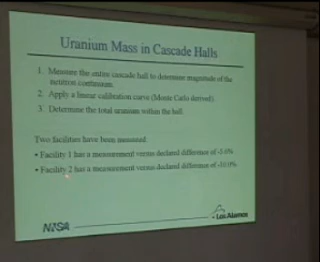 Uranium Mass in Cascade Halls
1. Measure the entire cascade hall to determine magnitude of the
neutron continuum.
2. Apply a linear calibration curve (Monte Carlo derived).
3. Determine the total uranium within the hall.
Two facilities have been measured
• Facility 1 has a measurement versus declared difference of
• Facility 2 has a measurement versus declared difference of -10.0%
NNSA
Los Alamos